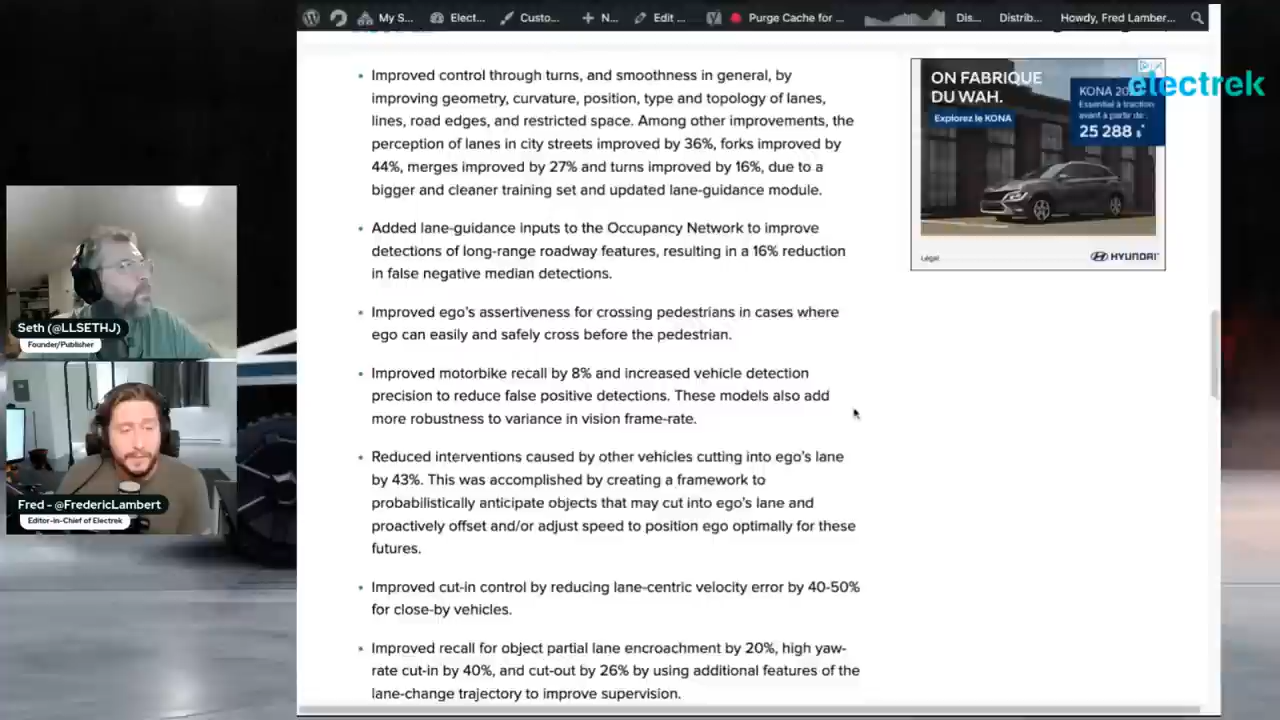 My S...
Elect...
Custo...
N...
Edit ...
Purge Cache for ...
Dis...
Distrib...
Howdy, Fred Lamber...
Improved control through turns, and smoothness in general, by
improving geometry, curvature, position, type and topology of lanes,
lines, road edges, and restricted space. Among other improvements, the
perception of lanes in city streets improved by 36%, forks improved by
44%, merges improved by 27% and turns improved by 16%, due to a
bigger and cleaner training set and updated lane-guidance module.
Added lane-guidance inputs to the Occupancy Network to improve
detections of long-range roadway features, resulting in a 16% reduction
in false negative median detections.
Improved ego's assertiveness for crossing pedestrians in cases where
ego can easily and safely cross before the pedestrian.
Improved motorbike recall by 8% and increased vehicle detection
precision to reduce false positive detections. These models also add
more robustness to variance in vision frame-rate.
Reduced interventions caused by other vehicles cutting into ego's lane
by 43%. This was accomplished by creating a framework to
probabilistically anticipate objects that may cut into ego's lane and
proactively offset and/or adjust speed to position ego optimally for these
futures.
Improved cut-in control by reducing lane-centric velocity error by 40-50%
for close-by vehicles.
Improved recall for object partial lane encroachment by 20%, high yaw-
rate cut-in by 40%, and cut-out by 26% by using additional features of the
lane-change trajectory to improve supervision.
ON FABRIQUE
DU WAH.
Explorez le KONA
electrek
KONA
Essentiel à traction
avant à partir de
25 288 $*
Légal
HYUNDAI
Seth (@LLSETHJ)
Founder/Publisher
Fred - @FredericLambert
Editor-in-Chief of Electrek